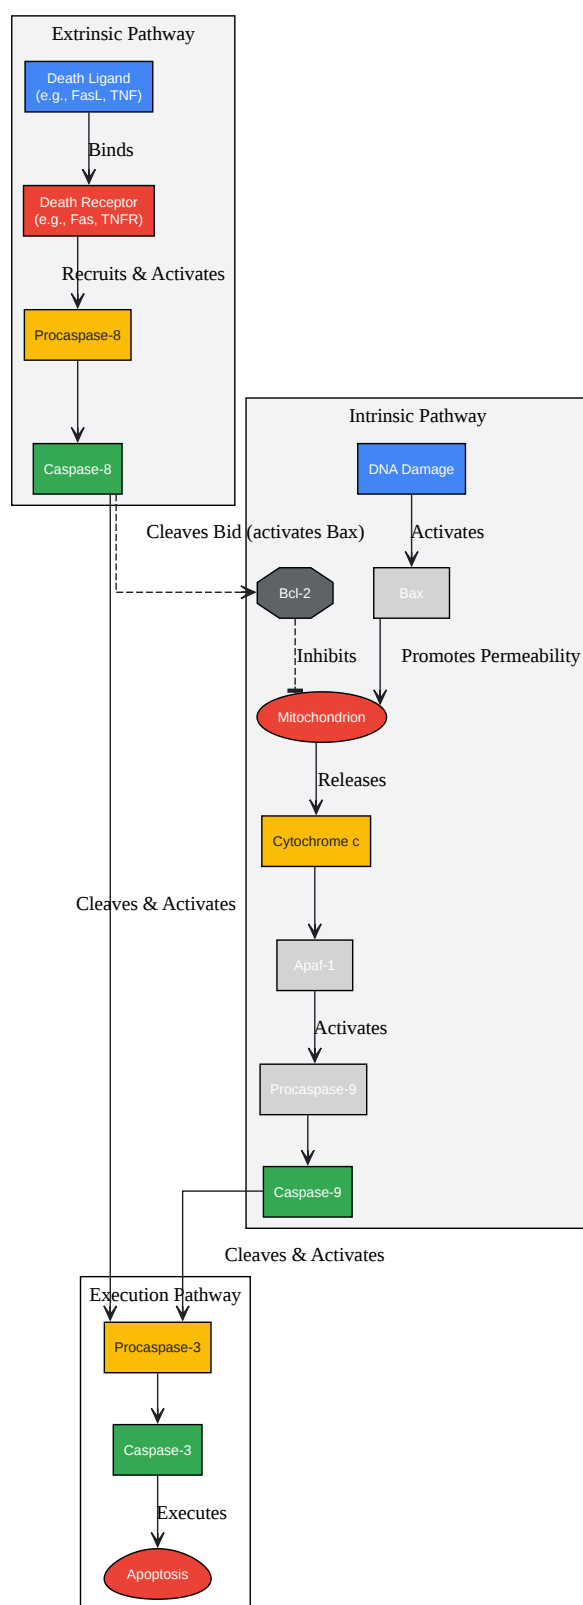 Extrinsic Pathway
Death Ligand
(e.g., FasL, TNF)
Binds
Death Receptor
(e.g., Fas, TNFR)
Recruits & Activates
Procaspase-8
Caspase-8
Intrinsic Pathway
DNA Damage
Cleaves Bid (activates Bax)
Activates
Bcl-2
Bax
Inhibits
Promotes Permeability
Mitochondrion
Releases
Cytochrome c
Cleaves & Activates
Apaf-1
Activates
Procaspase-9
Caspase-9
Cleaves & Activates
Execution Pathway
Procaspase-3
Caspase-3
Executes
Apoptosis